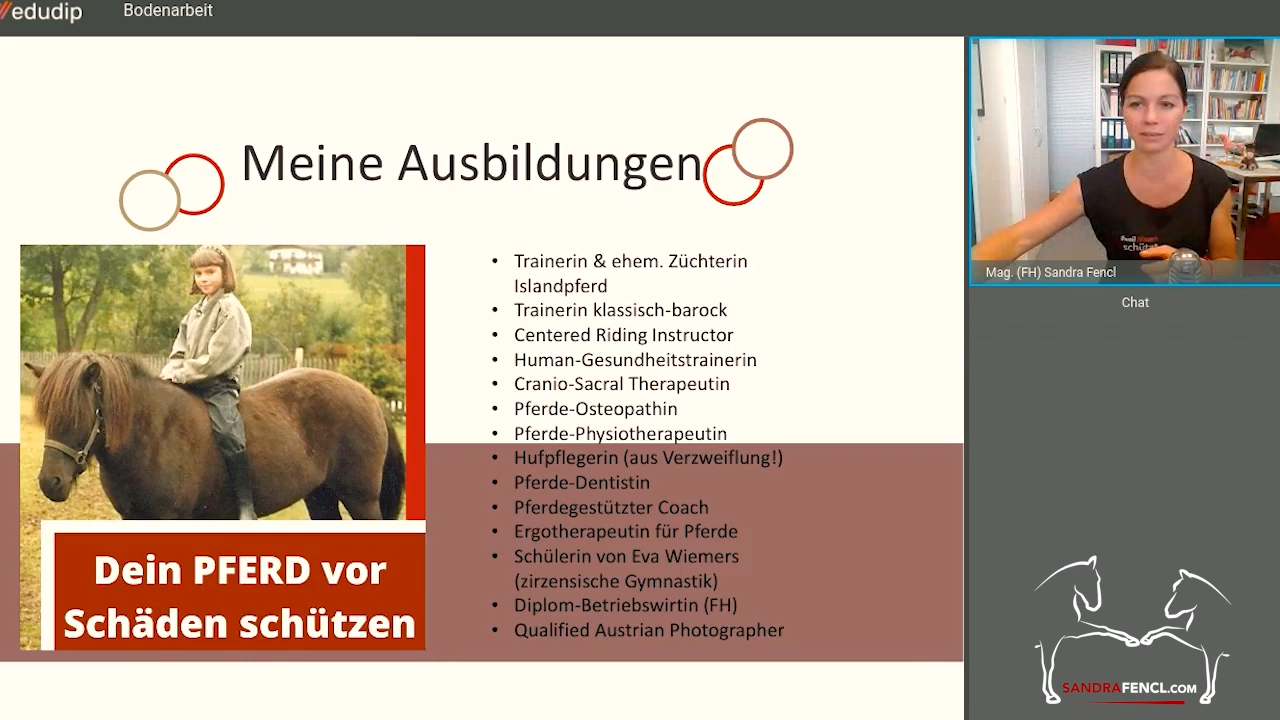 edudip
Bodenarbeit
Meine Ausbildungen
• Trainerin & ehem. Züchterin
Islandpferd
• Trainerin klassisch-barock
• Centered Riding Instructor
• Human-Gesundheitstrainerin
• Cranio-Sacral Therapeutin
• Pferde-Osteopathin
• Pferde-Physiotherapeutin
• Hufpflegerin (aus Verzweiflung!)
• Pferde-Dentistin
• Pferdegestützter Coach
• Ergotherapeutin für Pferde
• Schülerin von Eva Wiemers
(zirzensische Gymnastik)
• Diplom-Betriebswirtin (FH)
• Qualified Austrian Photographer
Dein PFERD vor
Schäden schützen
Mag. (FH) Sandra Fencl
Chat
SANDRAFENCL.COM